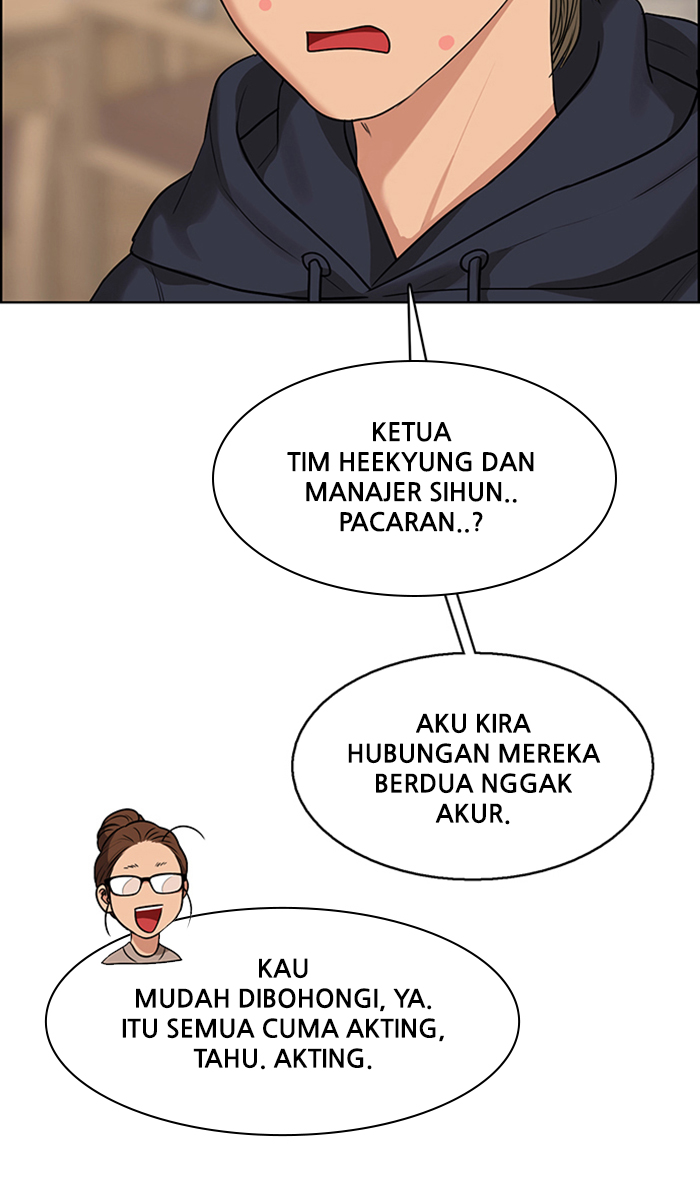 KETUA
TIM HEEKYUNG DAN
MANAJER SIHUN..
PACARAN..?
AKU KIRA
HUBUNGAN MEREKA
BERDUA NGGAK
AKUR.
KAU
MUDAH DIBOHONGI, YA.
ITU SEMUA CUMA AKTING,
TAHU. AKTING.